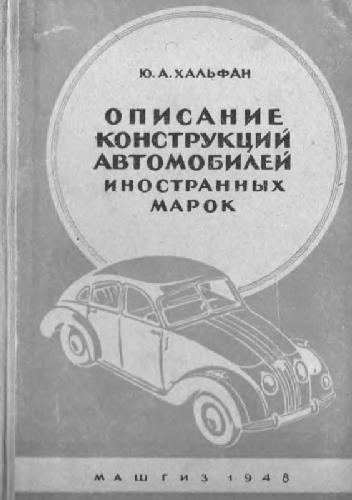 Ю. А. ХАЛЬФАН
ОПИСАНИЕ
КОНСТРУКЦИЙ
АВТОМОБИЛЕЙ
ИНОСТРАННЫХ
МАРОК
МАШГИЗ 1948